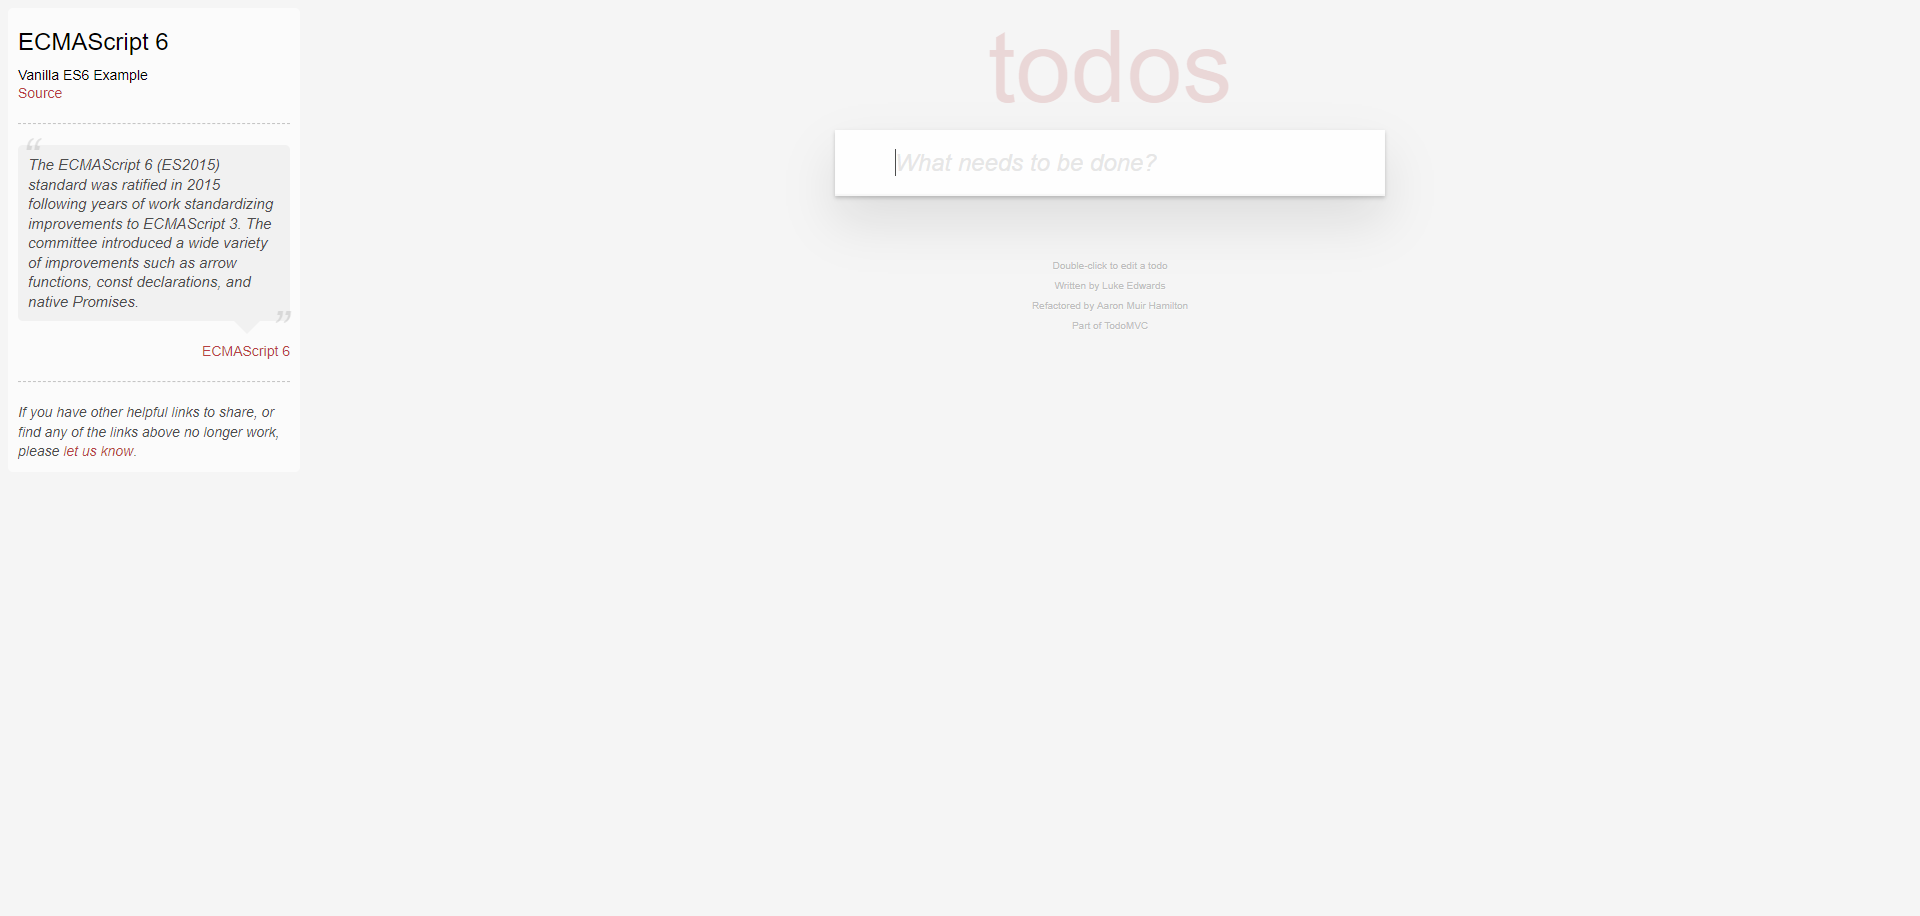 ECMAScript 6
Vanilla ES6 Example
Source
“
The ECMAScript 6 (ES2015)
standard was ratified in 2015
following years of work standardizing
improvements to ECMAScript 3. The
committee introduced a wide variety
of improvements such as arrow
functions, const declarations, and
native Promises.
”
ECMAScript 6
If you have other helpful links to share, or
find any of the links above no longer work,
please let us know.
todos
What needs to be done?
Double-click to edit a todo
Written by Luke Edwards
Refactored by Aaron Muir Hamilton
Part of TodoMVC